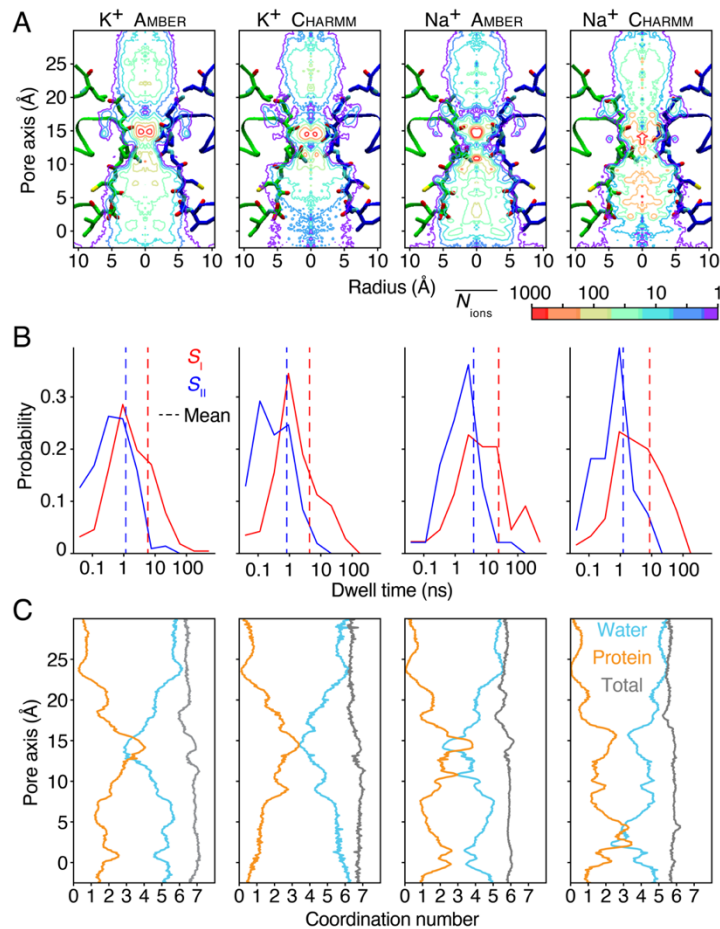 A
K+ AMBER
K+ CHARMM
Na+ AMBER
Na+ CHARMM
Pore axis (Å)
25
20
15
10
5
0
10 5 0 5 10
10 5 0 5 10
10 5 0 5 10
10 5 0 5 10
Radius (Å)
N ions
1000 100 10 1
B
S I
S II
Mean
Probability
0.3
0.2
0.1
0
0.1 1 10 100
0.1 1 10 100
0.1 1 10 100
0.1 1 10 100
Dwell time (ns)
C
Water
Protein
Total
Pore axis (Å)
25
20
15
10
5
0
0 1 2 3 4 5 6 7
0 1 2 3 4 5 6 7
0 1 2 3 4 5 6 7
0 1 2 3 4 5 6 7
Coordination number